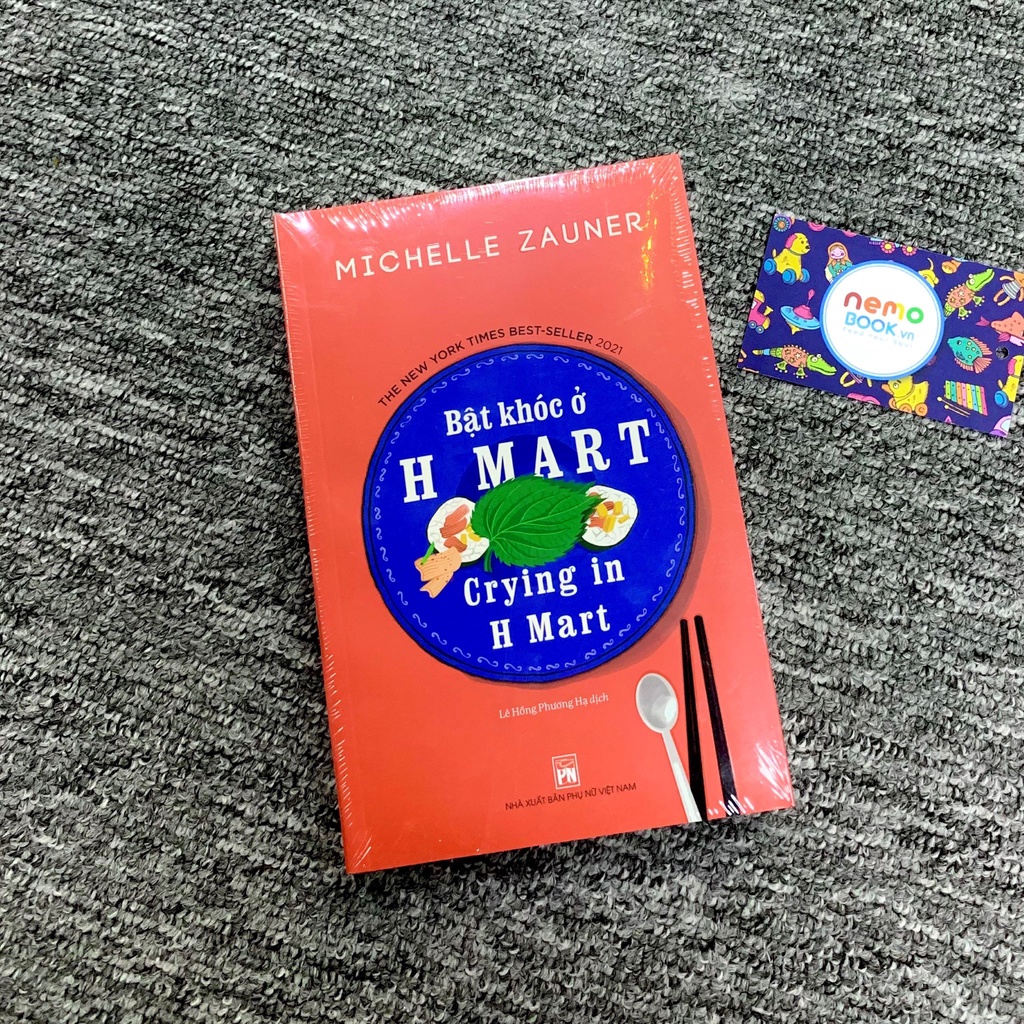 MICHELLE ZAUNER
THE NEW YORK TIMES BEST-SELLER 2021
Bật khóc ở
H MART
Crying in
H Mart
Lê Hồng Phương Hạ dịch
PN
NHÀ XUẤT BẢN PHỤ NỮ VIỆT NAM
nemo
BOOK.vn